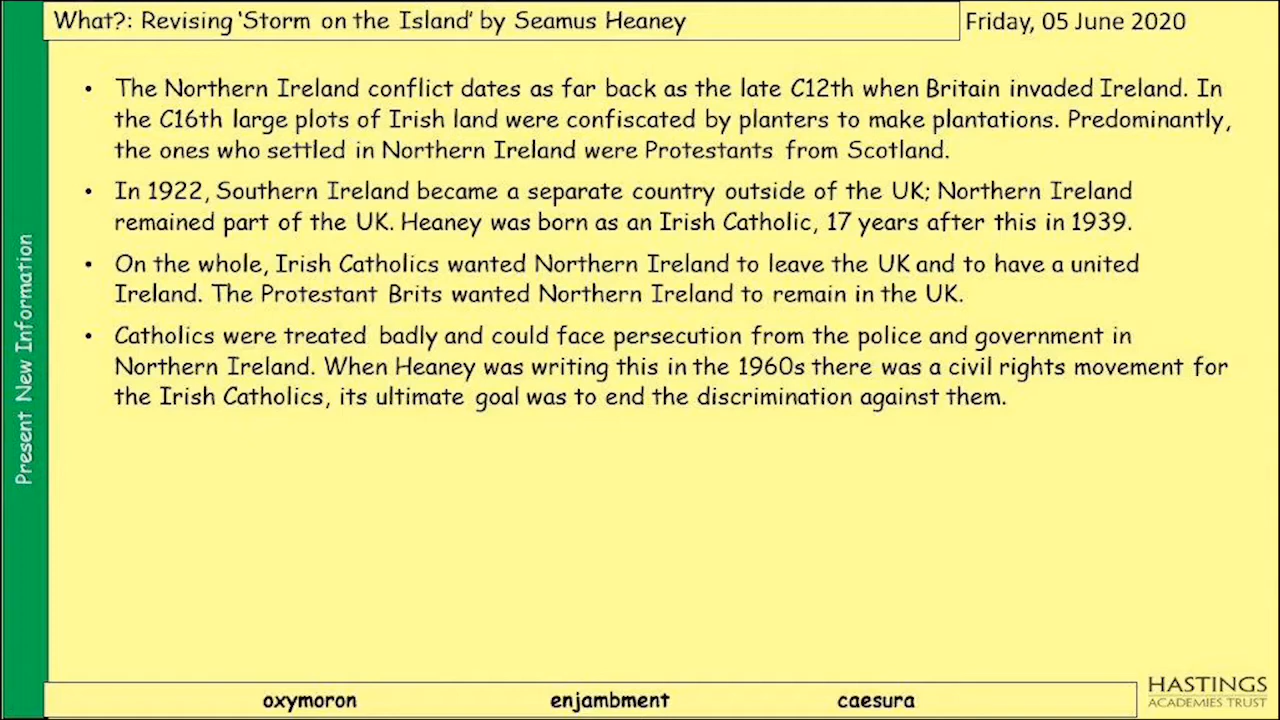 What?: Revising ‘Storm on the Island’ by Seamus Heaney
Friday, 05 June 2020
Present New Information
• The Northern Ireland conflict dates as far back as the late C12th when Britain invaded Ireland. In
the C16th large plots of Irish land were confiscated by planters to make plantations. Predominantly,
the ones who settled in Northern Ireland were Protestants from Scotland.
• In 1922, Southern Ireland became a separate country outside of the UK; Northern Ireland
remained part of the UK. Heaney was born as an Irish Catholic, 17 years after this in 1939.
• On the whole, Irish Catholics wanted Northern Ireland to leave the UK and to have a united
Ireland. The Protestant Brits wanted Northern Ireland to remain in the UK.
• Catholics were treated badly and could face persecution from the police and government in
Northern Ireland. When Heaney was writing this in the 1960s there was a civil rights movement for
the Irish Catholics, its ultimate goal was to end the discrimination against them.
oxymoron enjambment caesura
HASTINGS
ACADEMIES TRUST